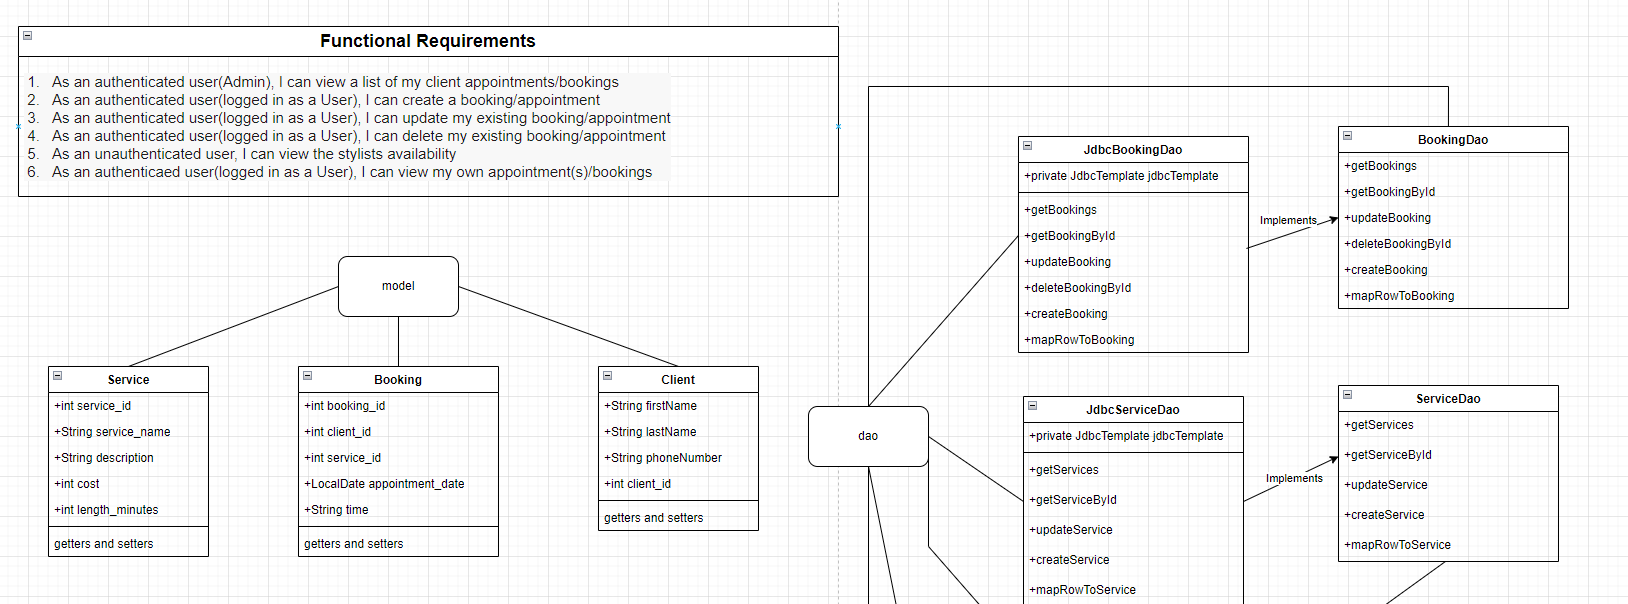 Functional Requirements
1. As an authenticated user(Admin), I can view a list of my client appointments/bookings
2. As an authenticated user(logged in as a User), I can create a booking/appointment
3. As an authenticated user(logged in as a User), I can update my existing booking/appointment
4. As an authenticated user(logged in as a User), I can delete my existing booking/appointment
5. As an unauthenticated user, I can view the stylists availability
6. As an authenticaed user(logged in as a User), I can view my own appointment(s)/bookings
model
Service
+int service_id
+String service_name
+String description
+int cost
+int length_minutes
getters and setters
Booking
+int booking_id
+int client_id
+int service_id
+LocalDate appointment_date
+String time
getters and setters
Client
+String firstName
+String lastName
+String phoneNumber
+int client_id
getters and setters
dao
JdbcBookingDao
+private JdbcTemplate jdbcTemplate
+getBookings
+getBookingById
+updateBooking
+deleteBookingById
+createBooking
+mapRowToBooking
Implements
BookingDao
+getBookings
+getBookingById
+updateBooking
+deleteBookingById
+createBooking
+mapRowToBooking
JdbcServiceDao
+private JdbcTemplate jdbcTemplate
+getServices
+getServiceById
+updateService
+createService
+mapRowToService
Implements
ServiceDao
+getServices
+getServiceById
+updateService
+createService
+mapRowToService